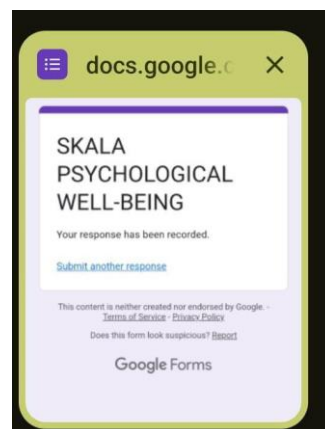 docs.google.c
SKALA
PSYCHOLOGICAL
WELL-BEING
Your response has been recorded.
Submit another response
This content is neither created nor endorsed by Google. -
Terms of Service - Privacy Policy
Does this form look suspicious? Report
Google Forms